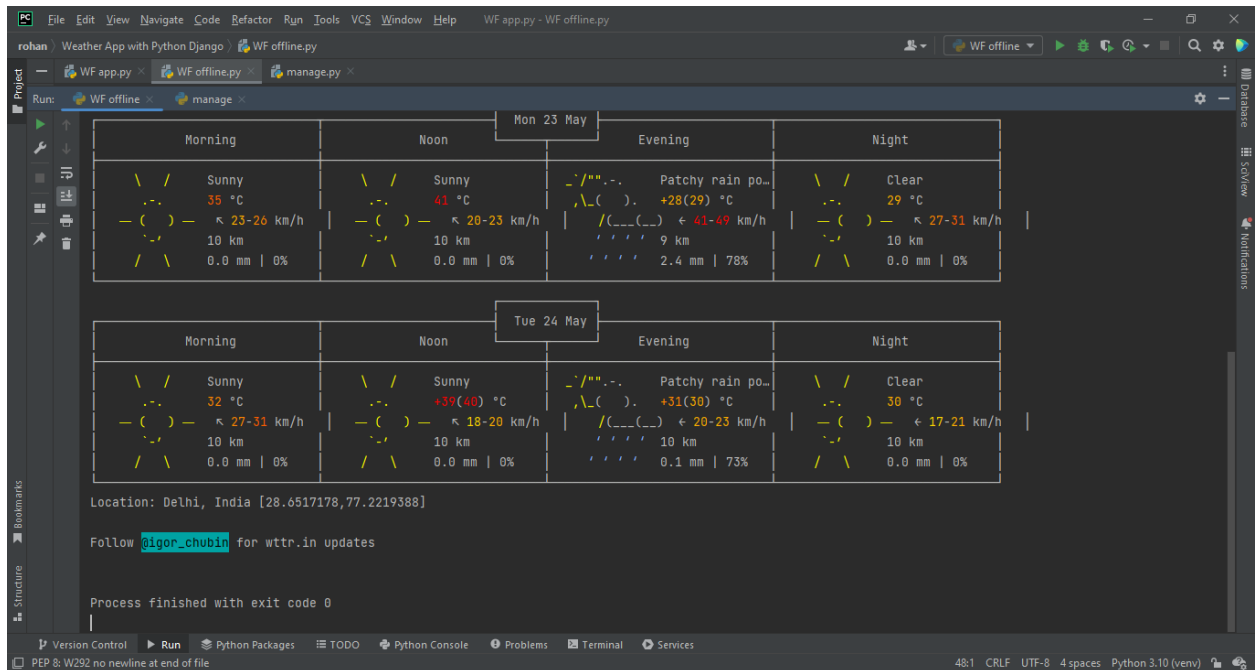 PC File Edit View Navigate Code Refactor Run Tools VCS Window Help WF app.py - WF offline.py
rohan Weather App with Python Django WF offline.py WF offline
WF app.py WF offline.py manage.py
Run: WF offline manage
Mon 23 May
Morning Noon Evening Night
Sunny Sunny Patchy rain po… Clear
35 °C 41 °C +28(29) °C 29 °C
↖ 23-26 km/h ↖ 20-23 km/h ← 41-49 km/h ↖ 27-31 km/h
10 km 10 km 9 km 10 km
0.0 mm | 0% 0.0 mm | 0% 2.4 mm | 78% 0.0 mm | 0%
Tue 24 May
Morning Noon Evening Night
Sunny Sunny Patchy rain po… Clear
32 °C +39(40) °C +31(30) °C 30 °C
↖ 27-31 km/h ↖ 18-20 km/h ← 20-23 km/h ← 17-21 km/h
10 km 10 km 10 km 10 km
0.0 mm | 0% 0.0 mm | 0% 0.1 mm | 73% 0.0 mm | 0%
Location: Delhi, India [28.6517178,77.2219388]
Follow @igor_chubin for wttr.in updates
Process finished with exit code 0
Version Control Run Python Packages TODO Python Console Problems Terminal Services
PEP 8: W292 no newline at end of file 48:1 CRLF UTF-8 4 spaces Python 3.10 (venv)
Project
Bookmarks
Structure
Database
SciView
Notifications